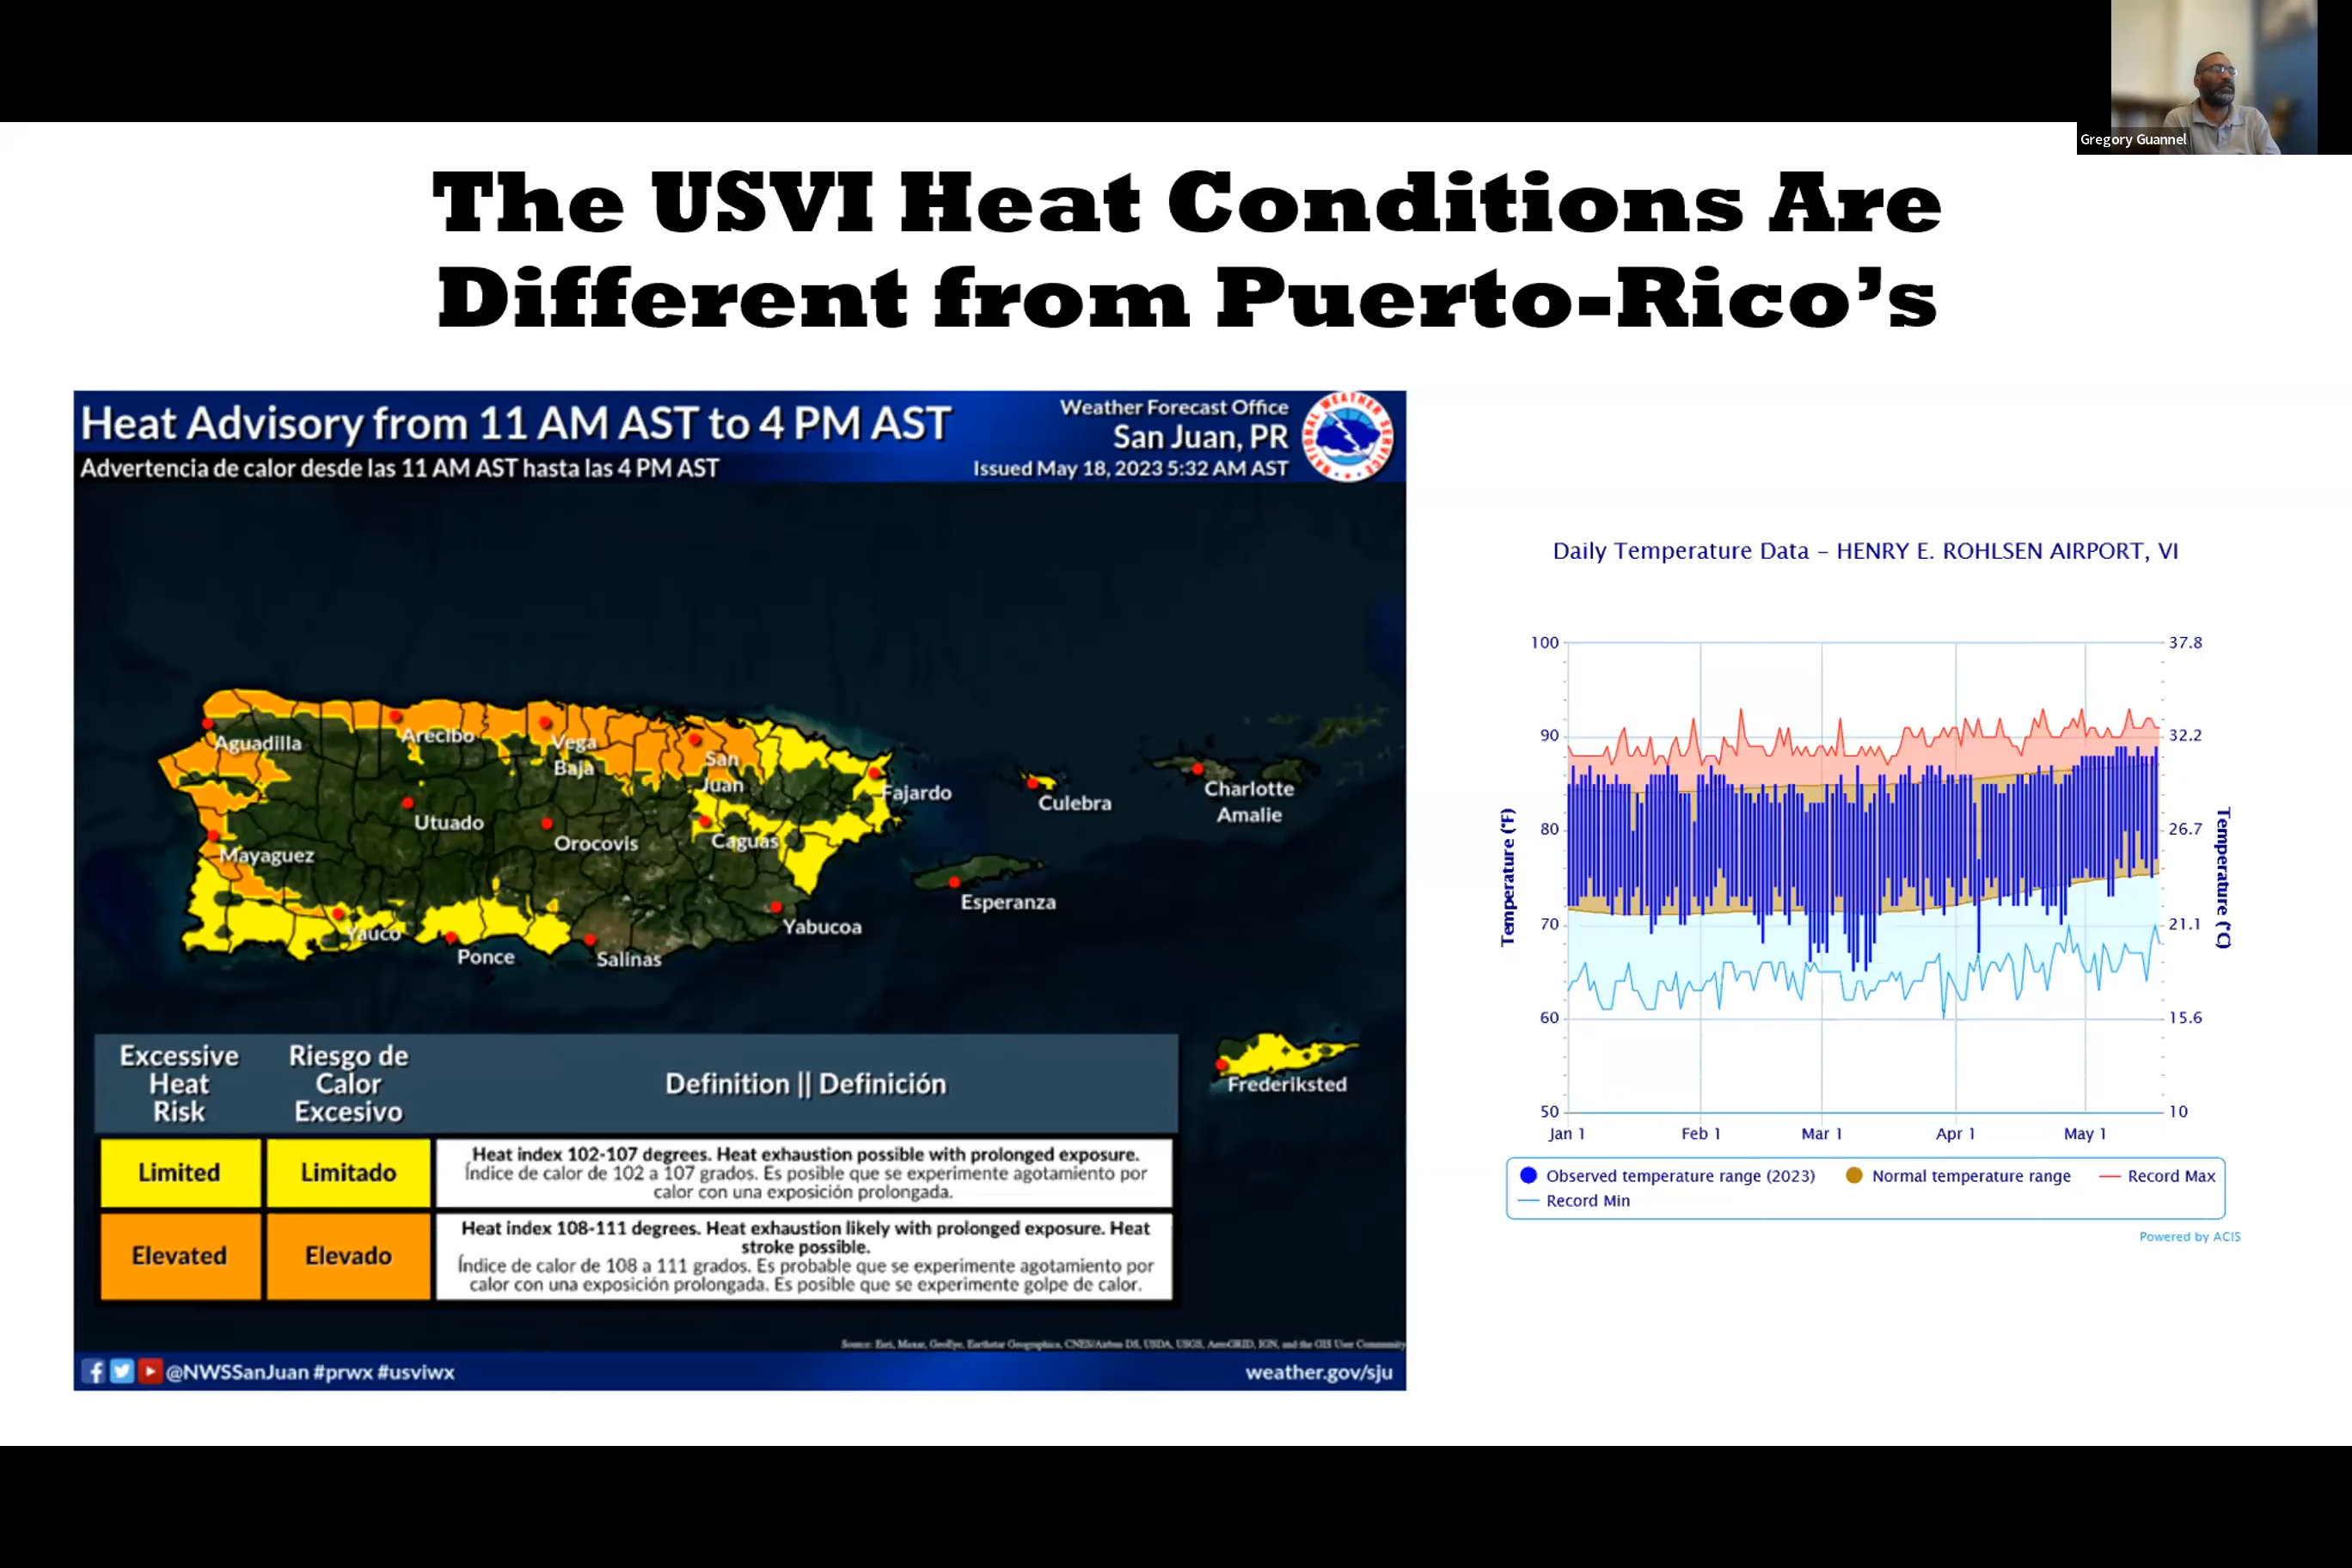 Gregory Guannel
The USVI Heat Conditions Are
Different from Puerto-Rico’s
Heat Advisory from 11 AM AST to 4 PM AST
Advertencia de calor desde las 11 AM AST hasta las 4 PM AST
Weather Forecast Office
San Juan, PR
Issued May 18, 2023 5:32 AM AST
NATIONAL WEATHER SERVICE
Aguadilla
Arecibo
Vega
Baja
San
Juan
Fajardo
Culebra
Charlotte
Amalie
Utuado
Orocovis
Caguas
Mayaguez
Esperanza
Yabucoa
Yauco
Ponce
Salinas
Frederiksted
Excessive
Heat
Risk
Riesgo de
Calor
Excesivo
Definition || Definición
Limited
Limitado
Heat index 102-107 degrees. Heat exhaustion possible with prolonged exposure.
Índice de calor de 102 a 107 grados. Es posible que se experimente agotamiento por
calor con una exposición prolongada.
Elevated
Elevado
Heat index 108-111 degrees. Heat exhaustion likely with prolonged exposure. Heat
stroke possible.
Índice de calor de 108 a 111 grados. Es probable que se experimente agotamiento por
calor con una exposición prolongada. Es posible que se experimente golpe de calor.
Source: Esri, Maxar, GeoEye, Earthstar Geographics, CNES/Airbus DS, USDA, USGS, AeroGRID, IGN, and the GIS User Community
@NWSSanJuan #prwx #usviwx
weather.gov/sju
Daily Temperature Data – HENRY E. ROHLSEN AIRPORT, VI
100
90
80
70
60
50
37.8
32.2
26.7
21.1
15.6
10
Temperature (°F)
Temperature (°C)
Jan 1
Feb 1
Mar 1
Apr 1
May 1
Observed temperature range (2023)
Normal temperature range
Record Max
Record Min
Powered by ACIS